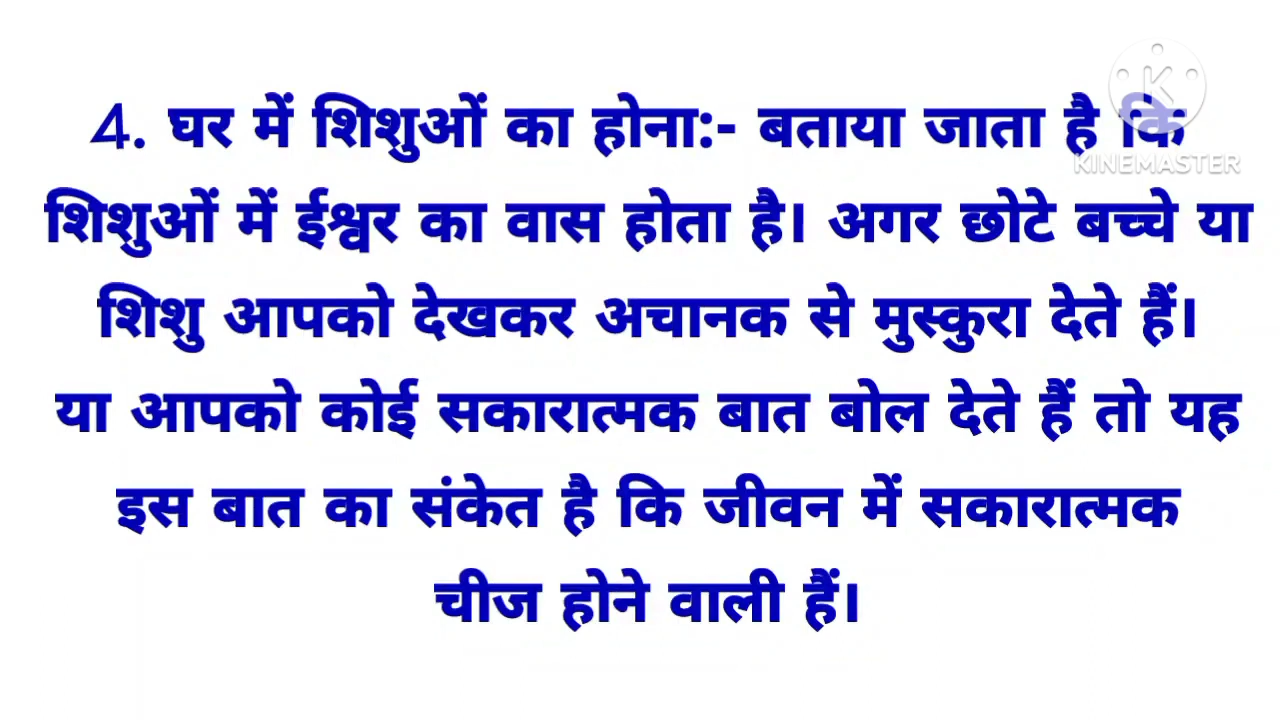 4. घर में शिशुओं का होना:- बताया जाता है कि
शिशुओं में ईश्वर का वास होता है। अगर छोटे बच्चे या
शिशु आपको देखकर अचानक से मुस्कुरा देते हैं।
या आपको कोई सकारात्मक बात बोल देते हैं तो यह
इस बात का संकेत है कि जीवन में सकारात्मक
चीज होने वाली हैं।
K
KINEMASTER